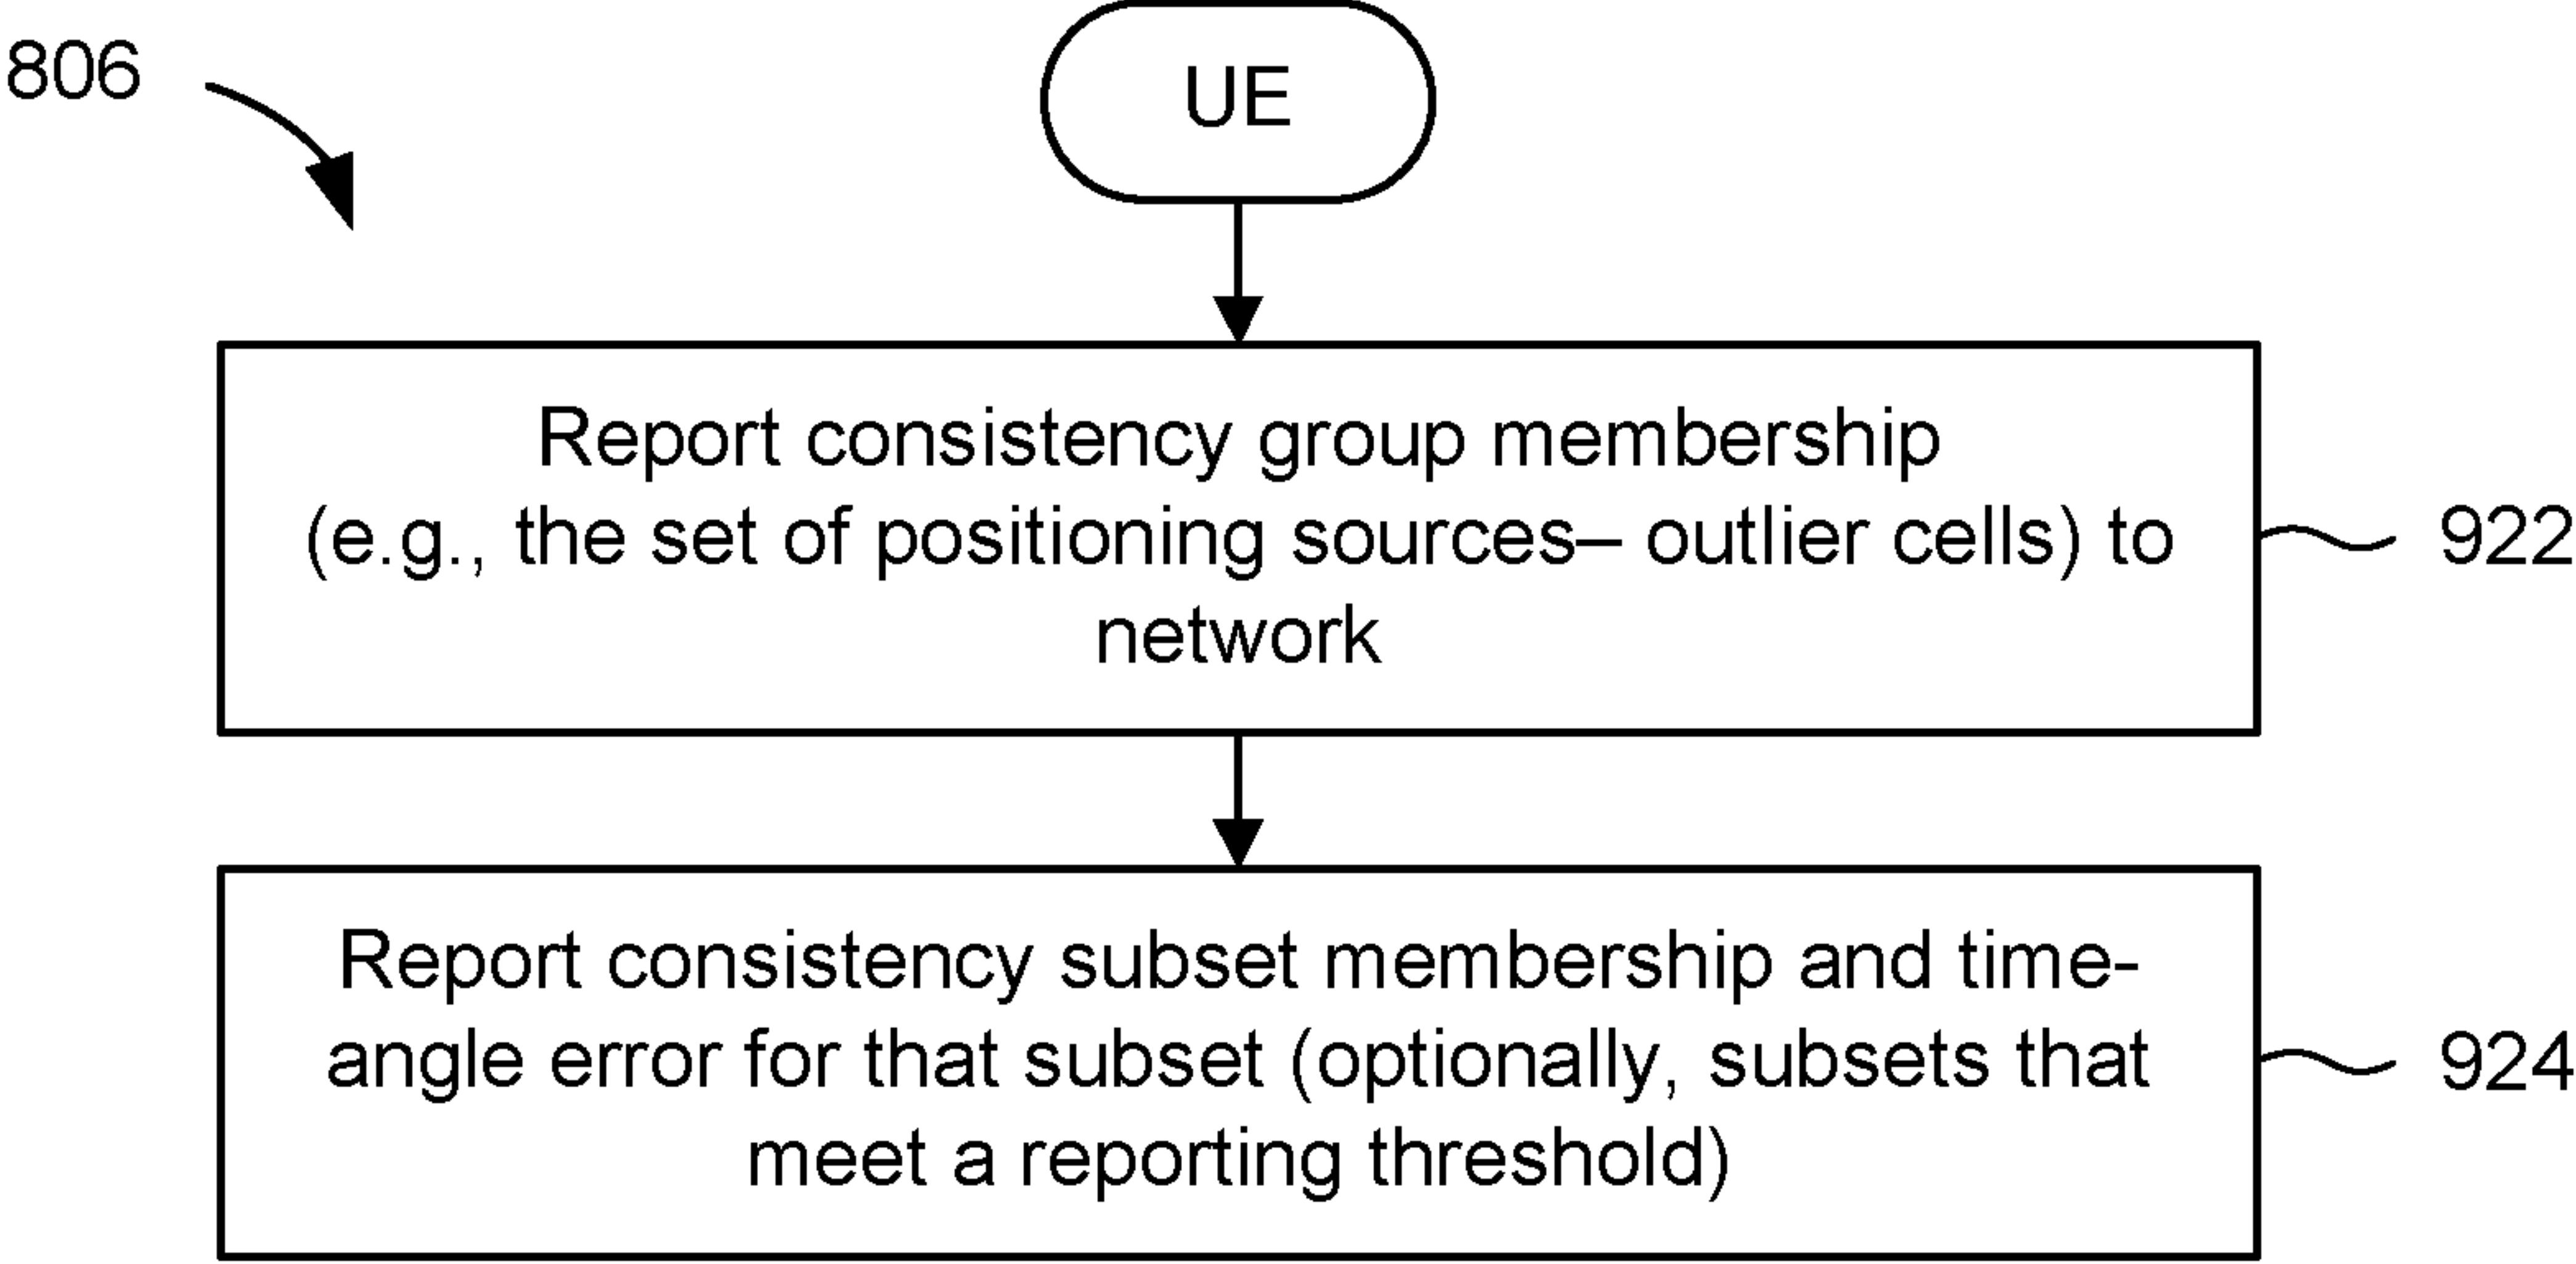 806
UE
Report consistency group membership
(e.g., the set of positioning sources– outlier cells) to
network
922
Report consistency subset membership and time-
angle error for that subset (optionally, subsets that
meet a reporting threshold)
924